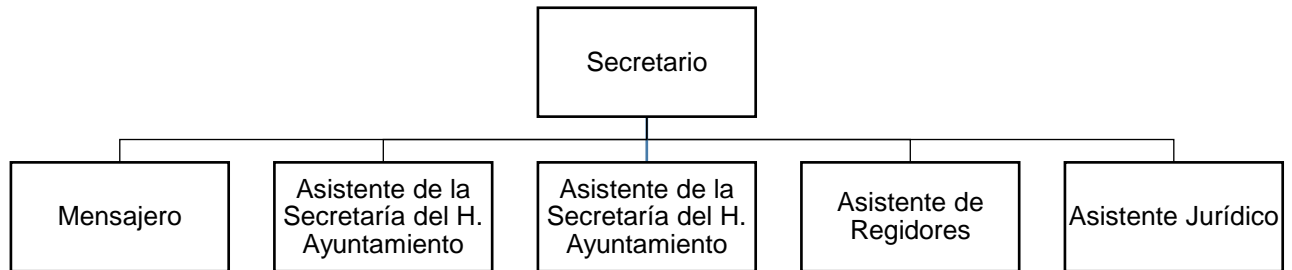 Secretario
Mensajero
Asistente de la
Secretaría del H.
Ayuntamiento
Asistente de la
Secretaría del H.
Ayuntamiento
Asistente de
Regidores
Asistente Jurídico